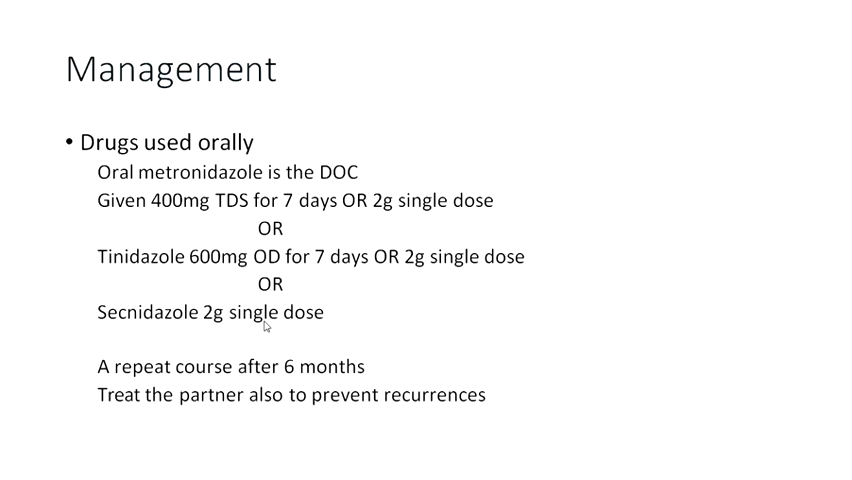 Management
• Drugs used orally
Oral metronidazole is the DOC
Given 400mg TDS for 7 days OR 2g single dose
OR
Tinidazole 600mg OD for 7 days OR 2g single dose
OR
Secnidazole 2g single dose
A repeat course after 6 months
Treat the partner also to prevent recurrences